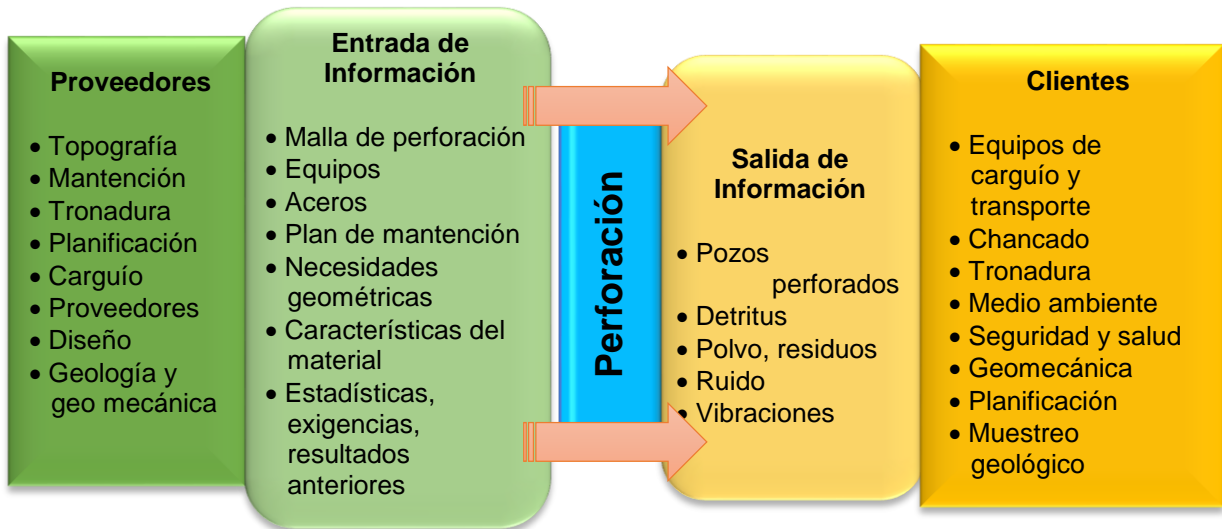 Proveedores
• Topografía
• Mantención
• Tronadura
• Planificación
• Carguío
• Proveedores
• Diseño
• Geología y
geo mecánica
Entrada de
Información
• Malla de perforación
• Equipos
• Aceros
• Plan de mantención
• Necesidades
geométricas
• Características del
material
• Estadísticas,
exigencias,
resultados
anteriores
Perforación
Salida de
Información
• Pozos
perforados
• Detritus
• Polvo, residuos
• Ruido
• Vibraciones
Clientes
• Equipos de
carguío y
transporte
• Chancado
• Tronadura
• Medio ambiente
• Seguridad y salud
• Geomecánica
• Planificación
• Muestreo
geológico